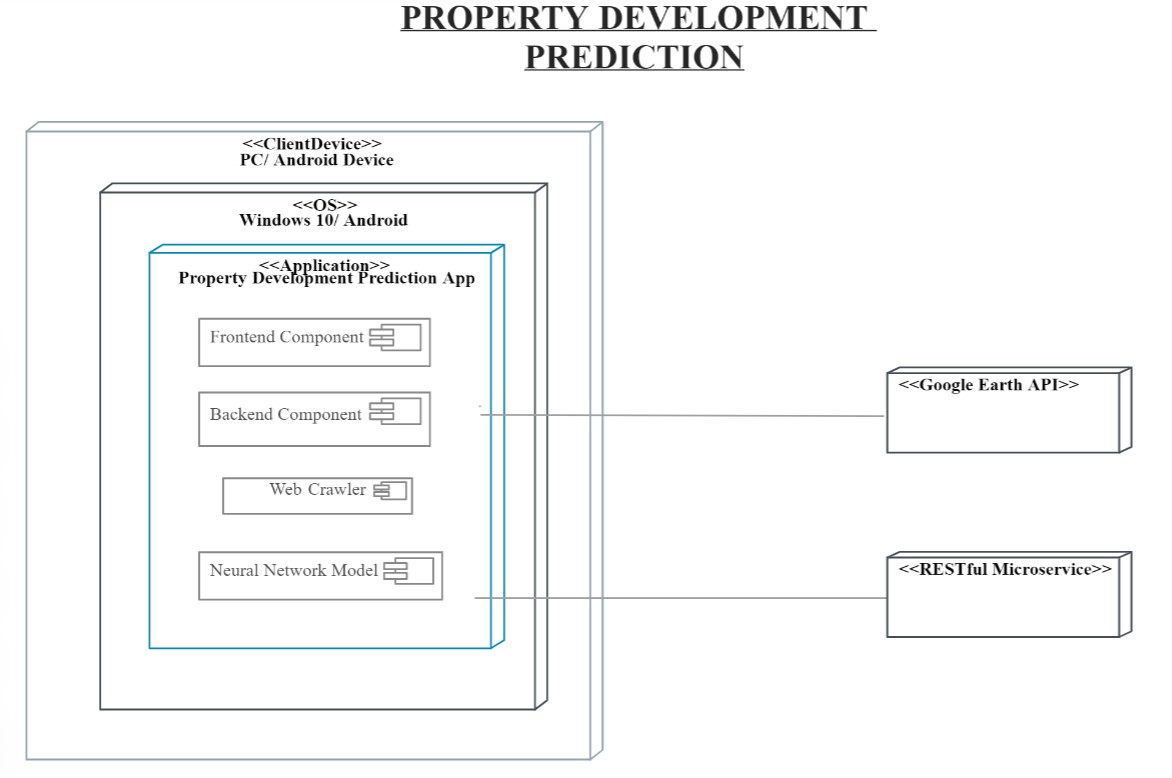 PROPERTY DEVELOPMENT
PREDICTION
<<ClientDevice>>
PC/ Android Device
<<OS>>
Windows 10/ Android
<<Application>>
Property Development Prediction App
Frontend Component
Backend Component
Web Crawler
Neural Network Model
<<Google Earth API>>
<<RESTful Microservice>>